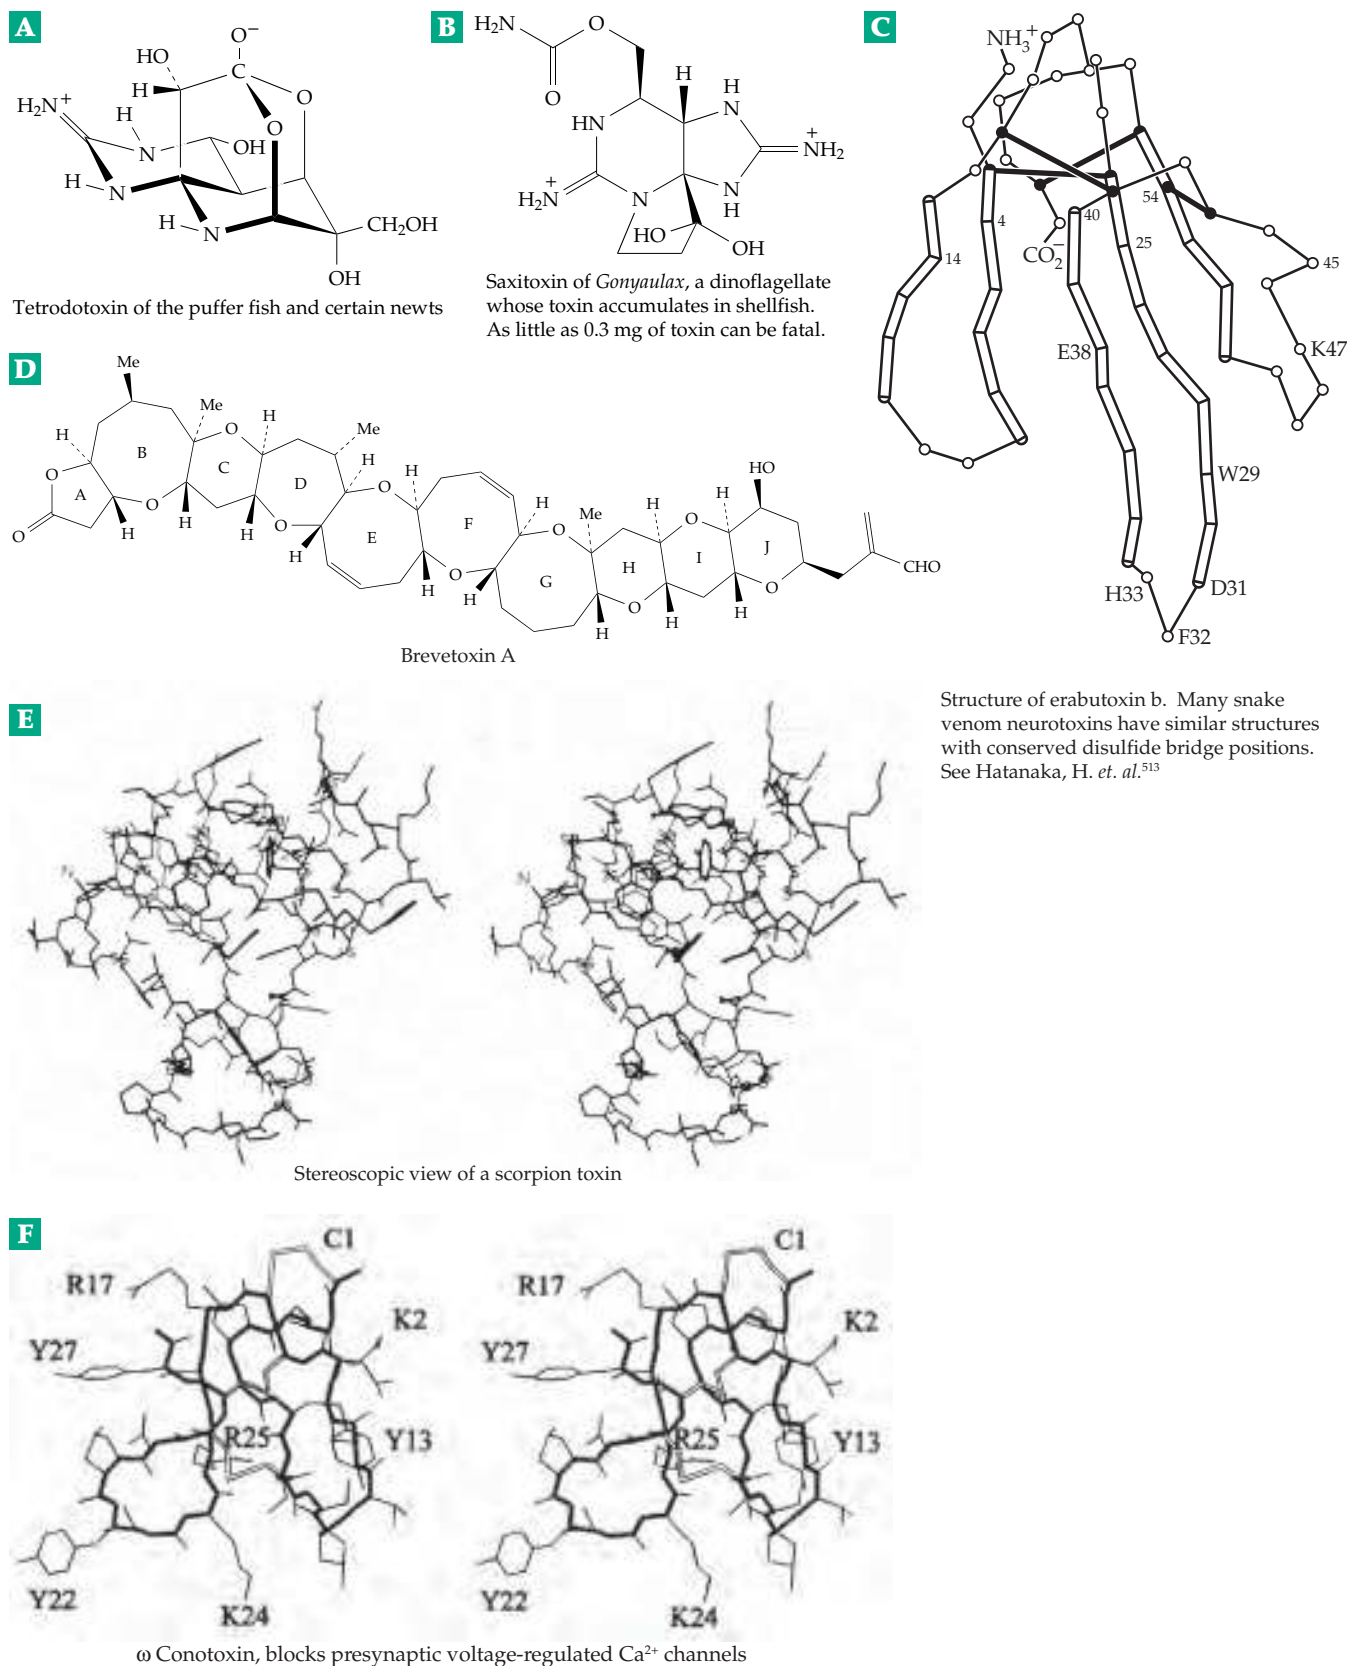 A
O−
HO
C
H
O
H
H2N+
O
N
OH
H
N
H
N
CH2OH
OH
Tetrodotoxin of the puffer fish and certain newts
B
H2N
O
O
H
H
HN
N
+
NH2
+
H2N
N
N
H
HO
OH
Saxitoxin of Gonyaulax, a dinoflagellate
whose toxin accumulates in shellfish.
As little as 0.3 mg of toxin can be fatal.
C
NH3+
54
40
4
25
14
CO2−
45
E38
K47
W29
H33
D31
F32
Structure of erabutoxin b. Many snake
venom neurotoxins have similar structures
with conserved disulfide bridge positions.
See Hatanaka, H. et. al.513
D
Me
Me
H
H
O
Me
B
C
H
H
O
A
D
O
H
O
O
E
F
H
O
H
H
H
O
H
O
H
G
H
Me
O
H
H
O
I
H
H
HO
H
J
O
H
CHO
Brevetoxin A
E
N
N
Stereoscopic view of a scorpion toxin
F
C1
R17
K2
Y27
R25
Y13
Y22
K24
C1
R17
K2
Y27
R25
Y13
Y22
K24
ω Conotoxin, blocks presynaptic voltage-regulated Ca2+ channels